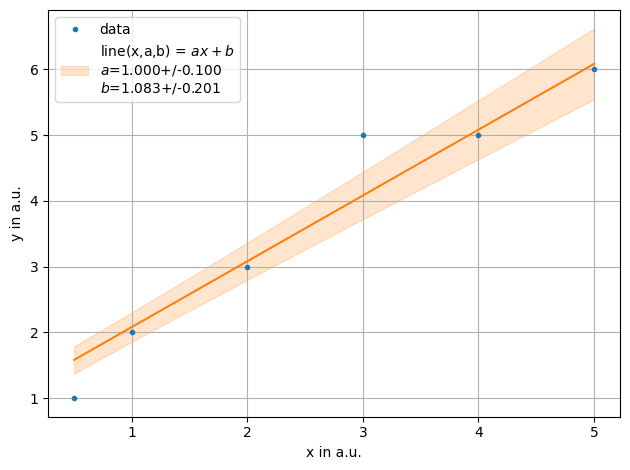 data
line(x,a,b) = ax + b
a=1.000+/-0.100
b=1.083+/-0.201
6
5
4
3
2
1
y in a.u.
1 2 3 4 5
x in a.u.